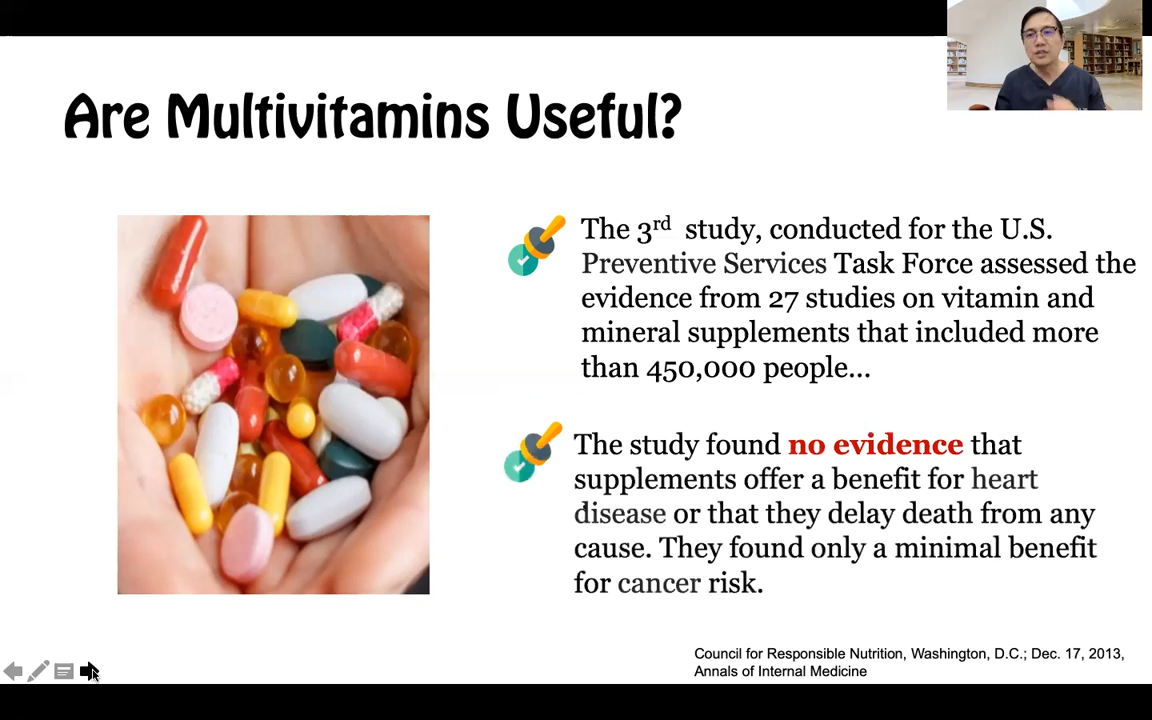 Are Multivitamins Useful?
The 3rd study, conducted for the U.S.
Preventive Services Task Force assessed the
evidence from 27 studies on vitamin and
mineral supplements that included more
than 450,000 people...
The study found no evidence that
supplements offer a benefit for heart
disease or that they delay death from any
cause. They found only a minimal benefit
for cancer risk.
Council for Responsible Nutrition, Washington, D.C.; Dec. 17, 2013,
Annals of Internal Medicine